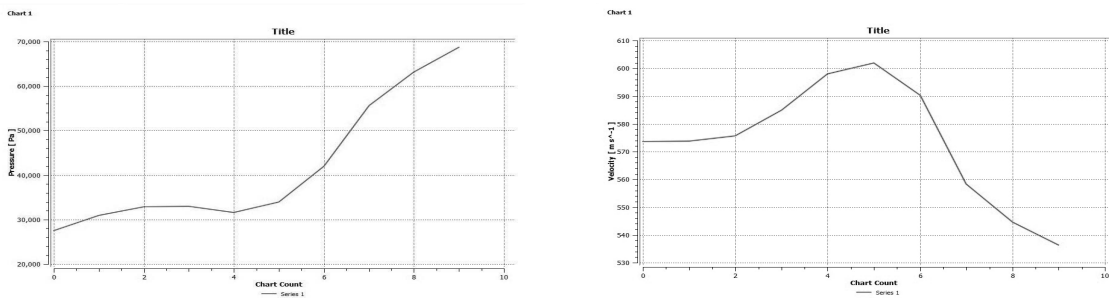 Chart 1
Title
70,000
60,000
50,000
40,000
30,000
20,000
Pressure [ Pa ]
0 2 4 6 8 10
Chart Count
Series 1
Chart 1
Title
610
600
590
580
570
560
550
540
530
Velocity [ m s^-1 ]
0 2 4 6 8 10
Chart Count
Series 1